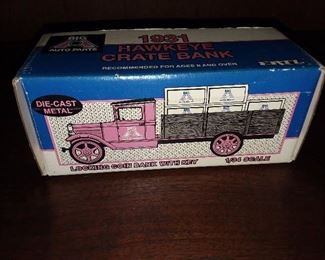 BIG A
AUTO PARTS
1931
HAWKEYE
CRATE BANK
RECOMMENDED FOR AGES 8 AND OVER
ERTL
DIE-CAST
METAL
LOCKING COIN BANK WITH KEY
1/34 SCALE